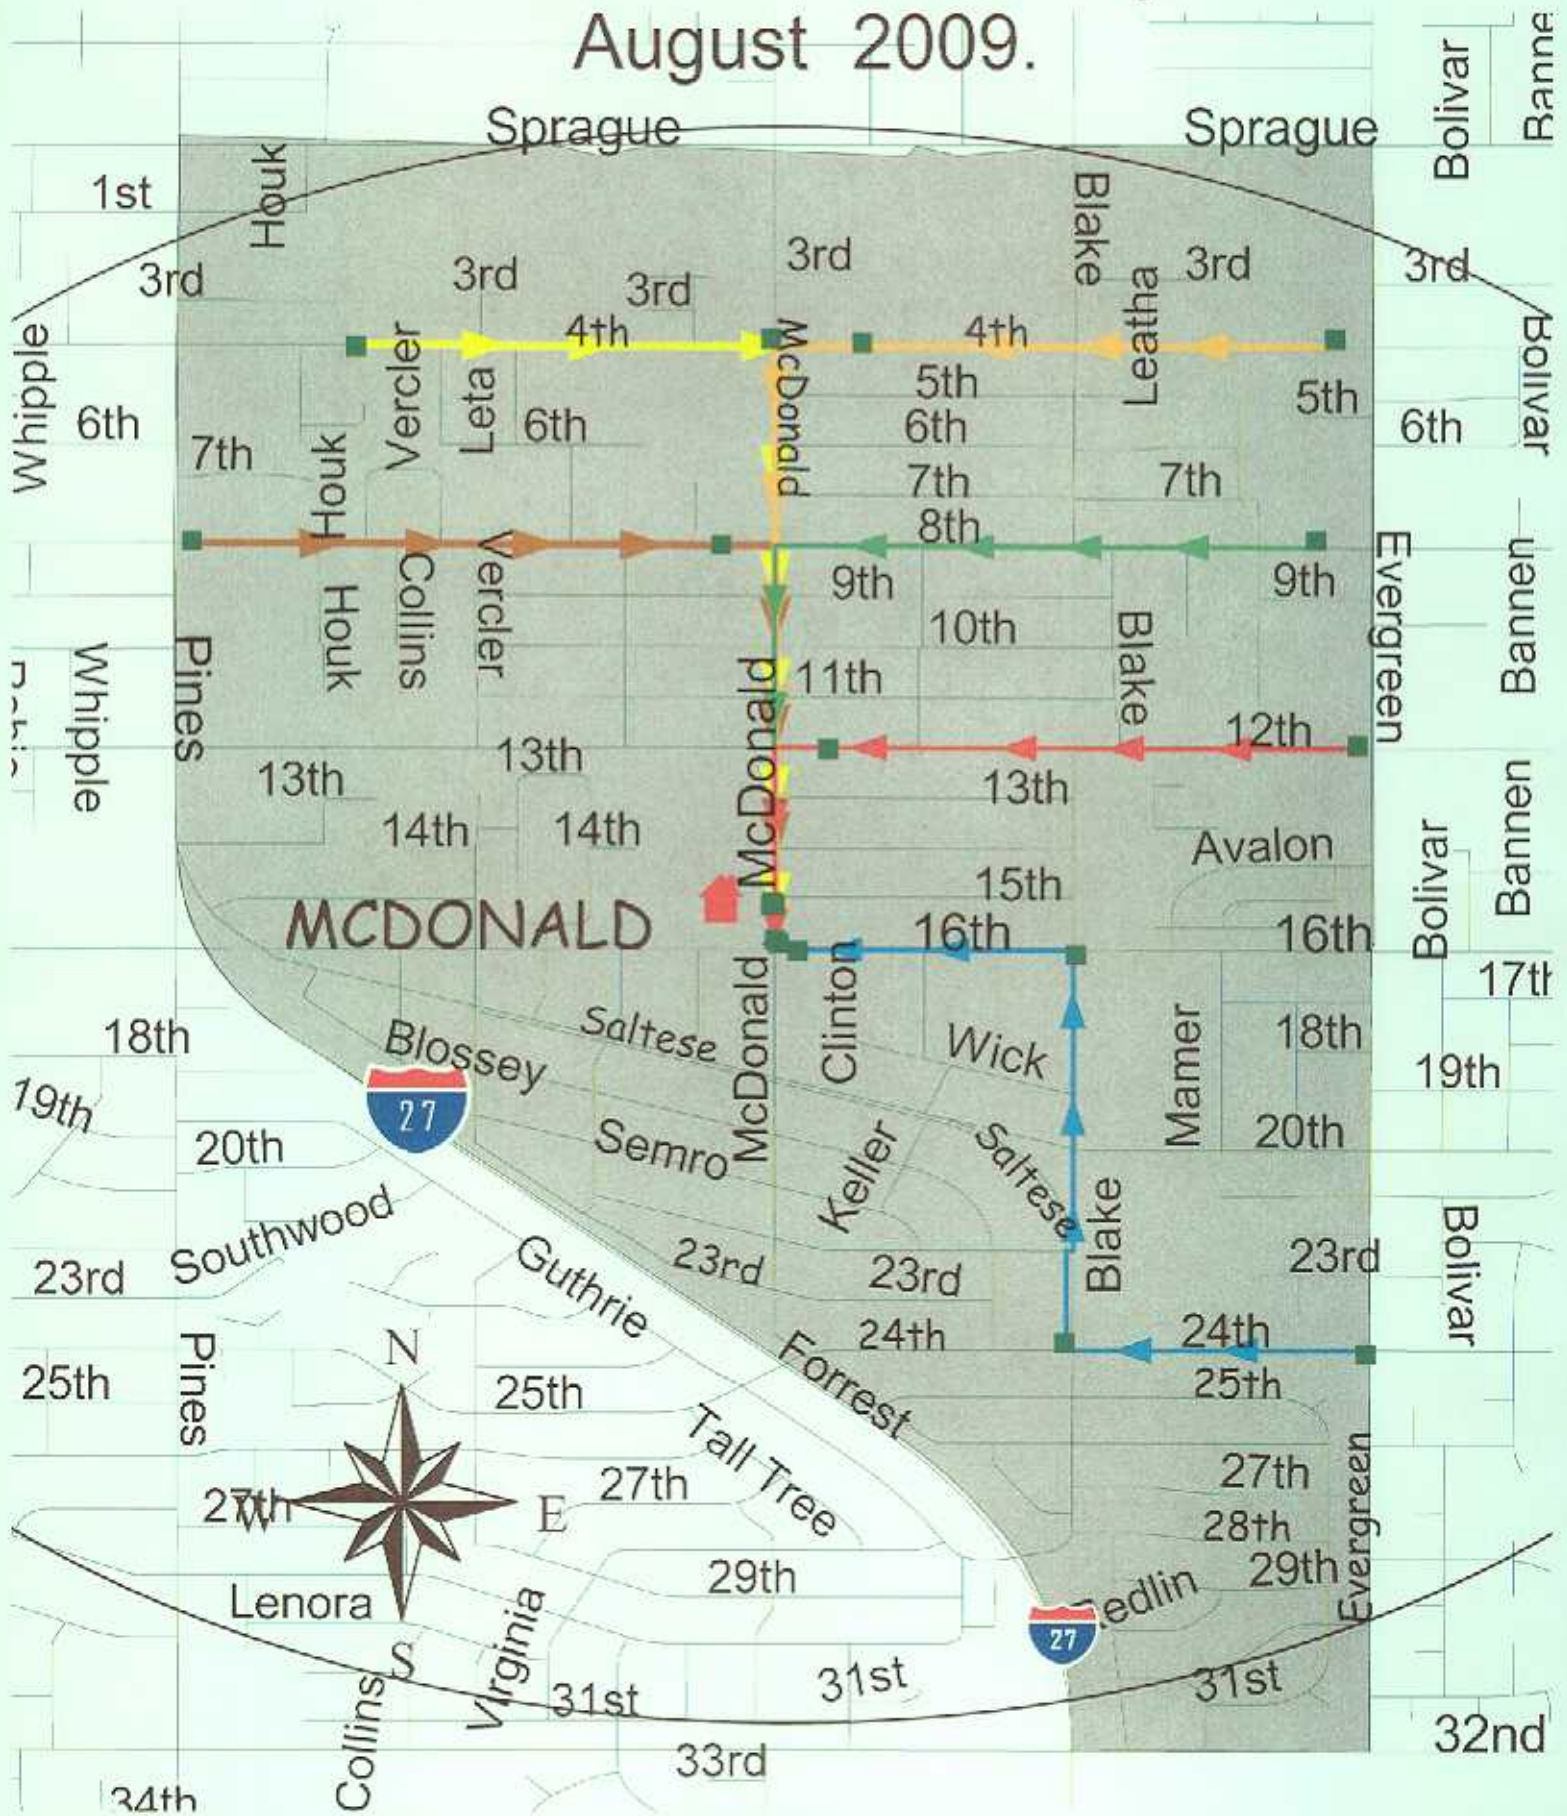 August 2009.
Sprague
Sprague
Bolivar
Houk
1st
Blake
3rd
3rd
3rd
3rd
3rd
3rd
Whipple
Vercler
4th
McDonald
4th
Leatha
Bolivar
Leta
5th
5th
6th
6th
6th
6th
7th
Houk
7th
7th
8th
Evergreen
Bannen
Houk
Collins
Vercler
9th
9th
10th
Blake
Whipple
Pines
McDonald
11th
12th
13th
13th
13th
Bannen
14th
14th
Avalon
Bolivar
15th
MCDONALD
16th
16th
17th
McDonald
Clinton
18th
Blossey
Saltese
Wick
Mamer
18th
19th
19th
27
20th
Semro
Keller
Saltese
20th
Southwood
Blake
Bolivar
23rd
Guthrie
23rd
23rd
23rd
Pines
N
24th
24th
25th
25th
Forrest
25th
Tall Tree
27th
W
E
27th
27th
Evergreen
28th
29th
29th
Lenora
Virginia
27
S
Collins
31st
31st
31st
32nd
33rd
34th